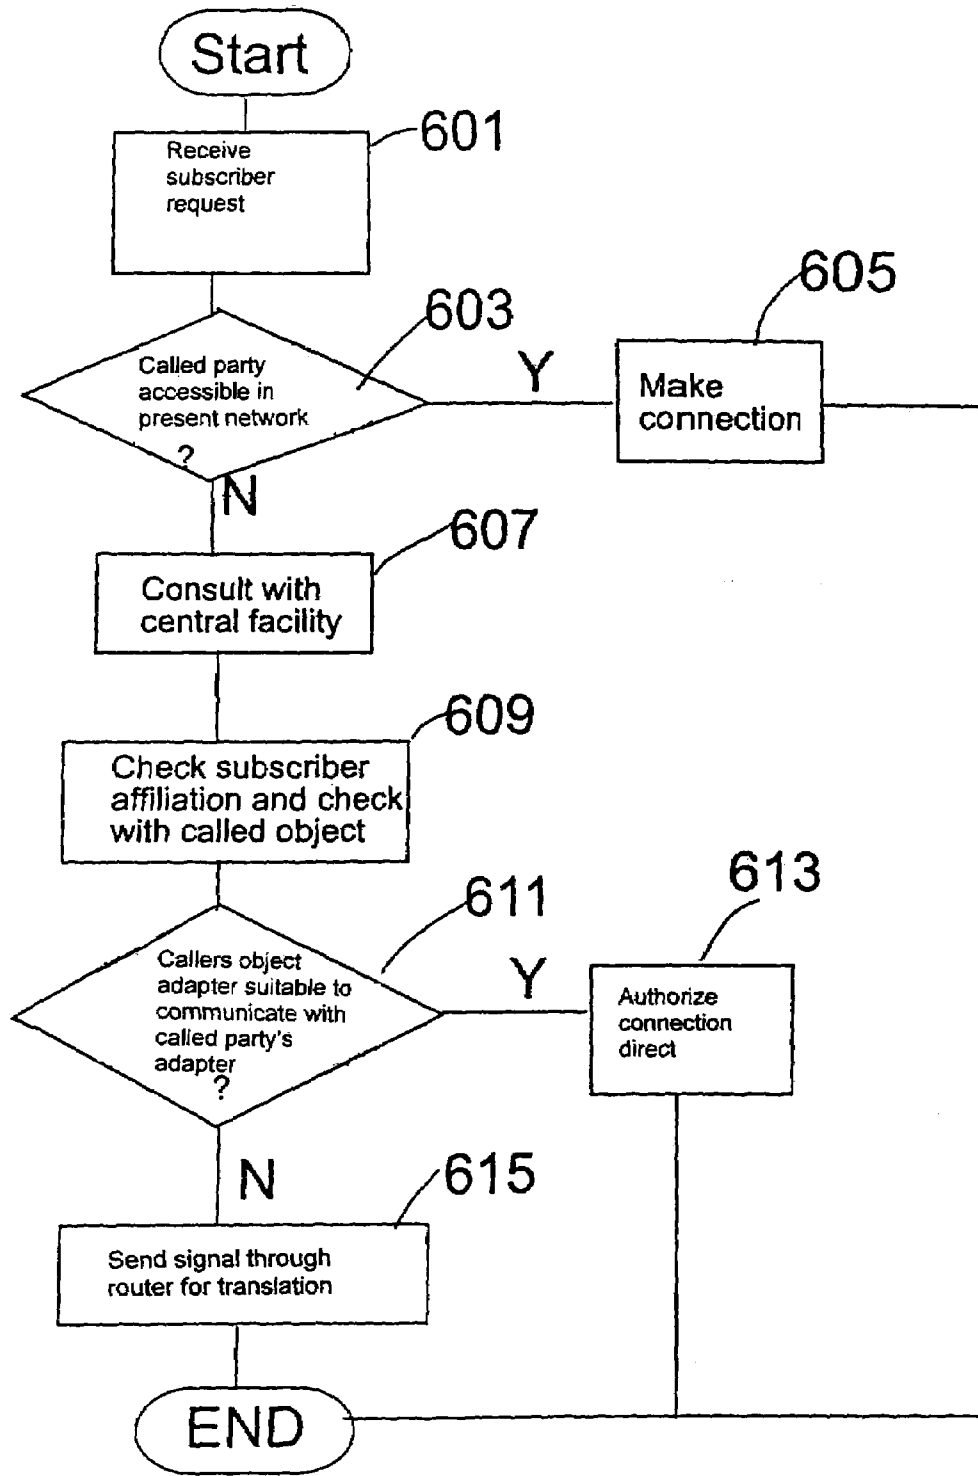 Start
601
Receive
subscriber
request
603
Called party
accessible in
present network
?
Y
605
Make
connection
N
607
Consult with
central facility
609
Check subscriber
affiliation and check
with called object
611
Callers object
adapter suitable to
communicate with
called party's
adapter
?
Y
613
Authorize
connection
direct
N
615
Send signal through
router for translation
END